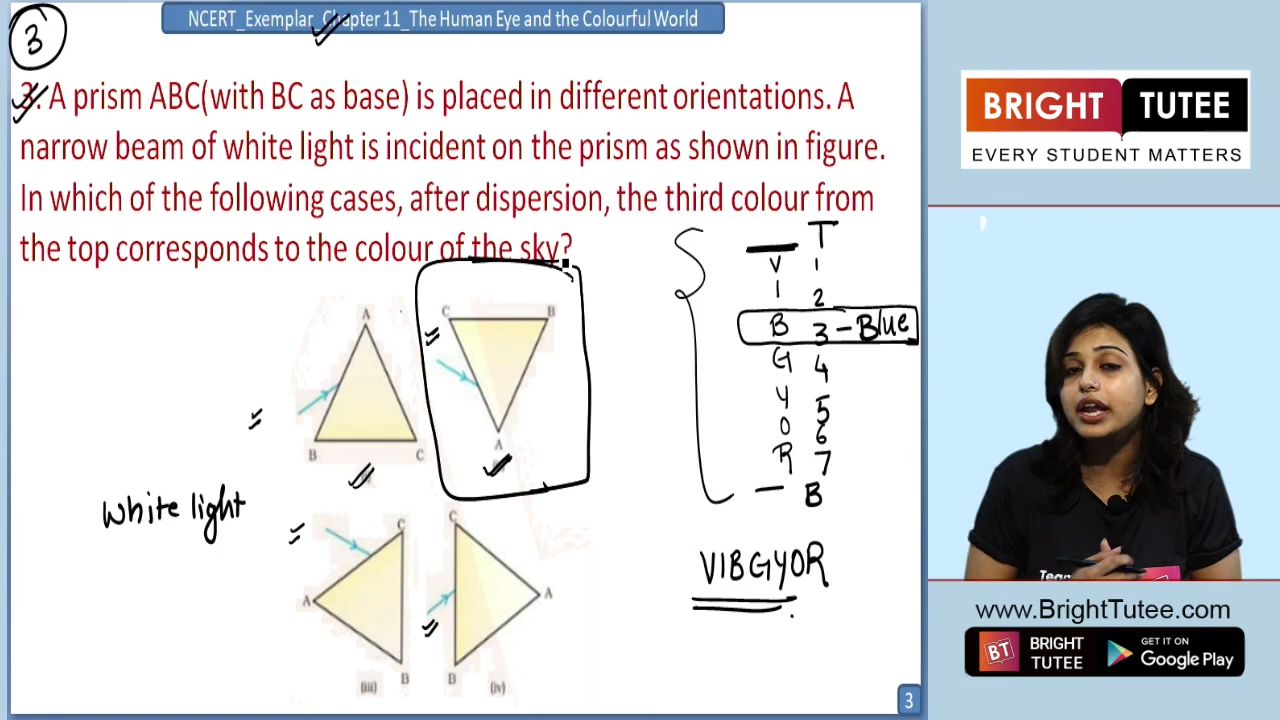 3
NCERT_Exemplar_Chapter 11_The Human Eye and the Colourful World
3. A prism ABC(with BC as base) is placed in different orientations. A
narrow beam of white light is incident on the prism as shown in figure.
In which of the following cases, after dispersion, the third colour from
the top corresponds to the colour of the sky?
A
B C
C B
A
White light
C
A
B
(iii)
C
A
B
(iv)
T
V 1
I 2
B 3 - Blue
G 4
Y 5
O 6
R 7
B
VIBGYOR
3
BRIGHT TUTEE
EVERY STUDENT MATTERS
www.BrightTutee.com
BT
BRIGHT
TUTEE
GET IT ON
Google Play